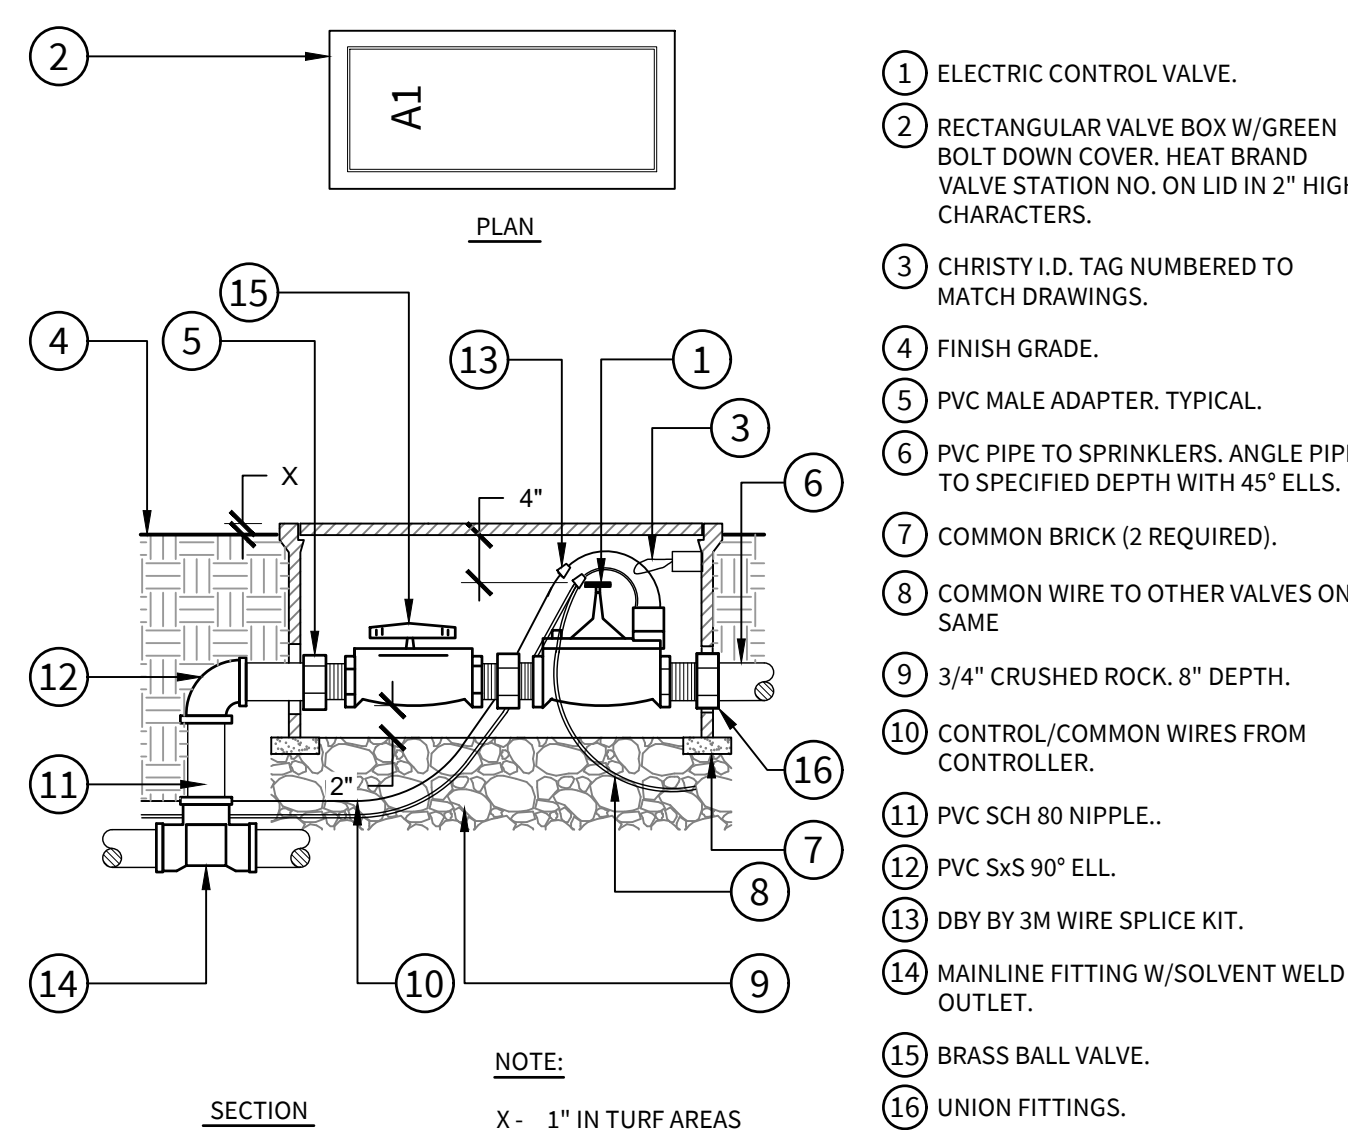 2
A1
PLAN
15
4
5
13
1
3
X
4"
6
12
11
2"
16
7
8
14
10
9
SECTION
NOTE:
X - 1" IN TURF AREAS
1 ELECTRIC CONTROL VALVE.
2 RECTANGULAR VALVE BOX W/GREEN
BOLT DOWN COVER. HEAT BRAND
VALVE STATION NO. ON LID IN 2" HIGH
CHARACTERS.
3 CHRISTY I.D. TAG NUMBERED TO
MATCH DRAWINGS.
4 FINISH GRADE.
5 PVC MALE ADAPTER. TYPICAL.
6 PVC PIPE TO SPRINKLERS. ANGLE PIPE
TO SPECIFIED DEPTH WITH 45° ELLS.
7 COMMON BRICK (2 REQUIRED).
8 COMMON WIRE TO OTHER VALVES ON
SAME
9 3/4" CRUSHED ROCK. 8" DEPTH.
10 CONTROL/COMMON WIRES FROM
CONTROLLER.
11 PVC SCH 80 NIPPLE..
12 PVC SxS 90° ELL.
13 DBY BY 3M WIRE SPLICE KIT.
14 MAINLINE FITTING W/SOLVENT WELD
OUTLET.
15 BRASS BALL VALVE.
16 UNION FITTINGS.